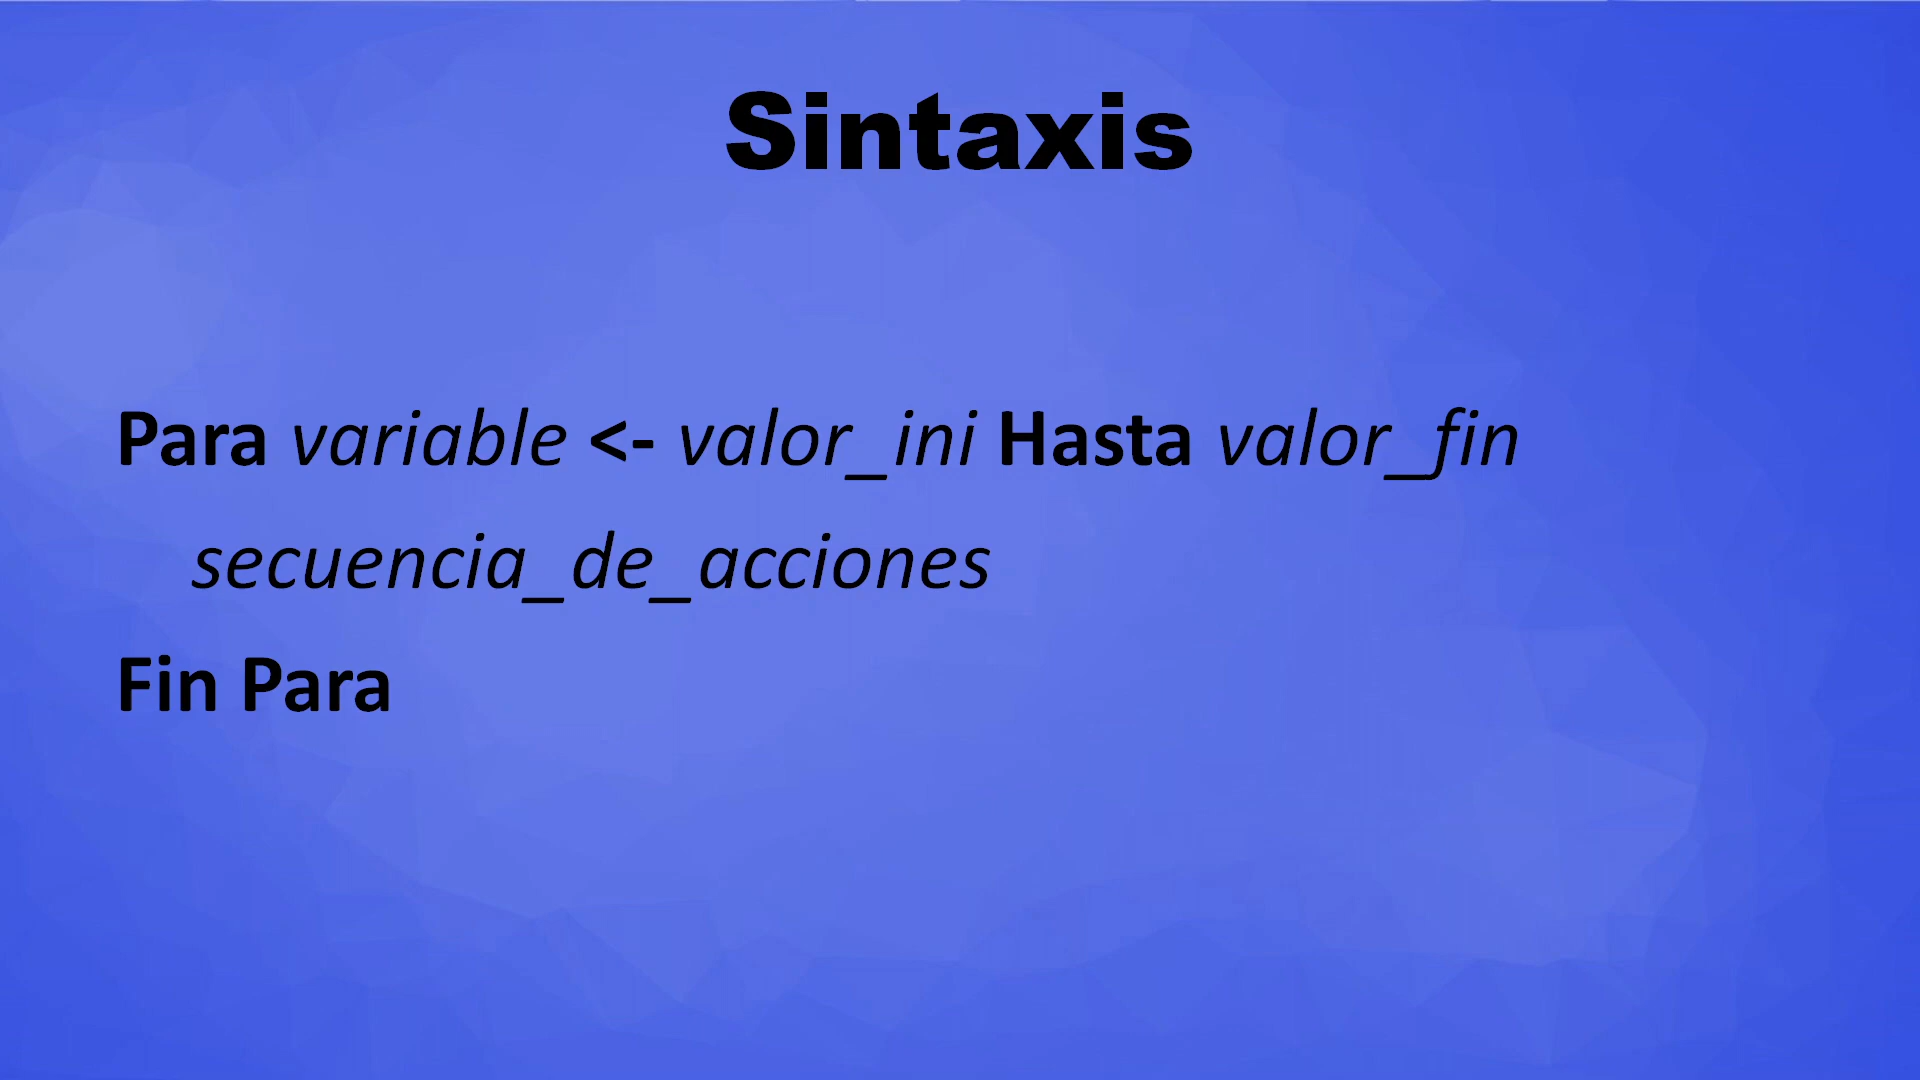 Sintaxis
Para variable <- valor_ini Hasta valor_fin
secuencia_de_acciones
Fin Para